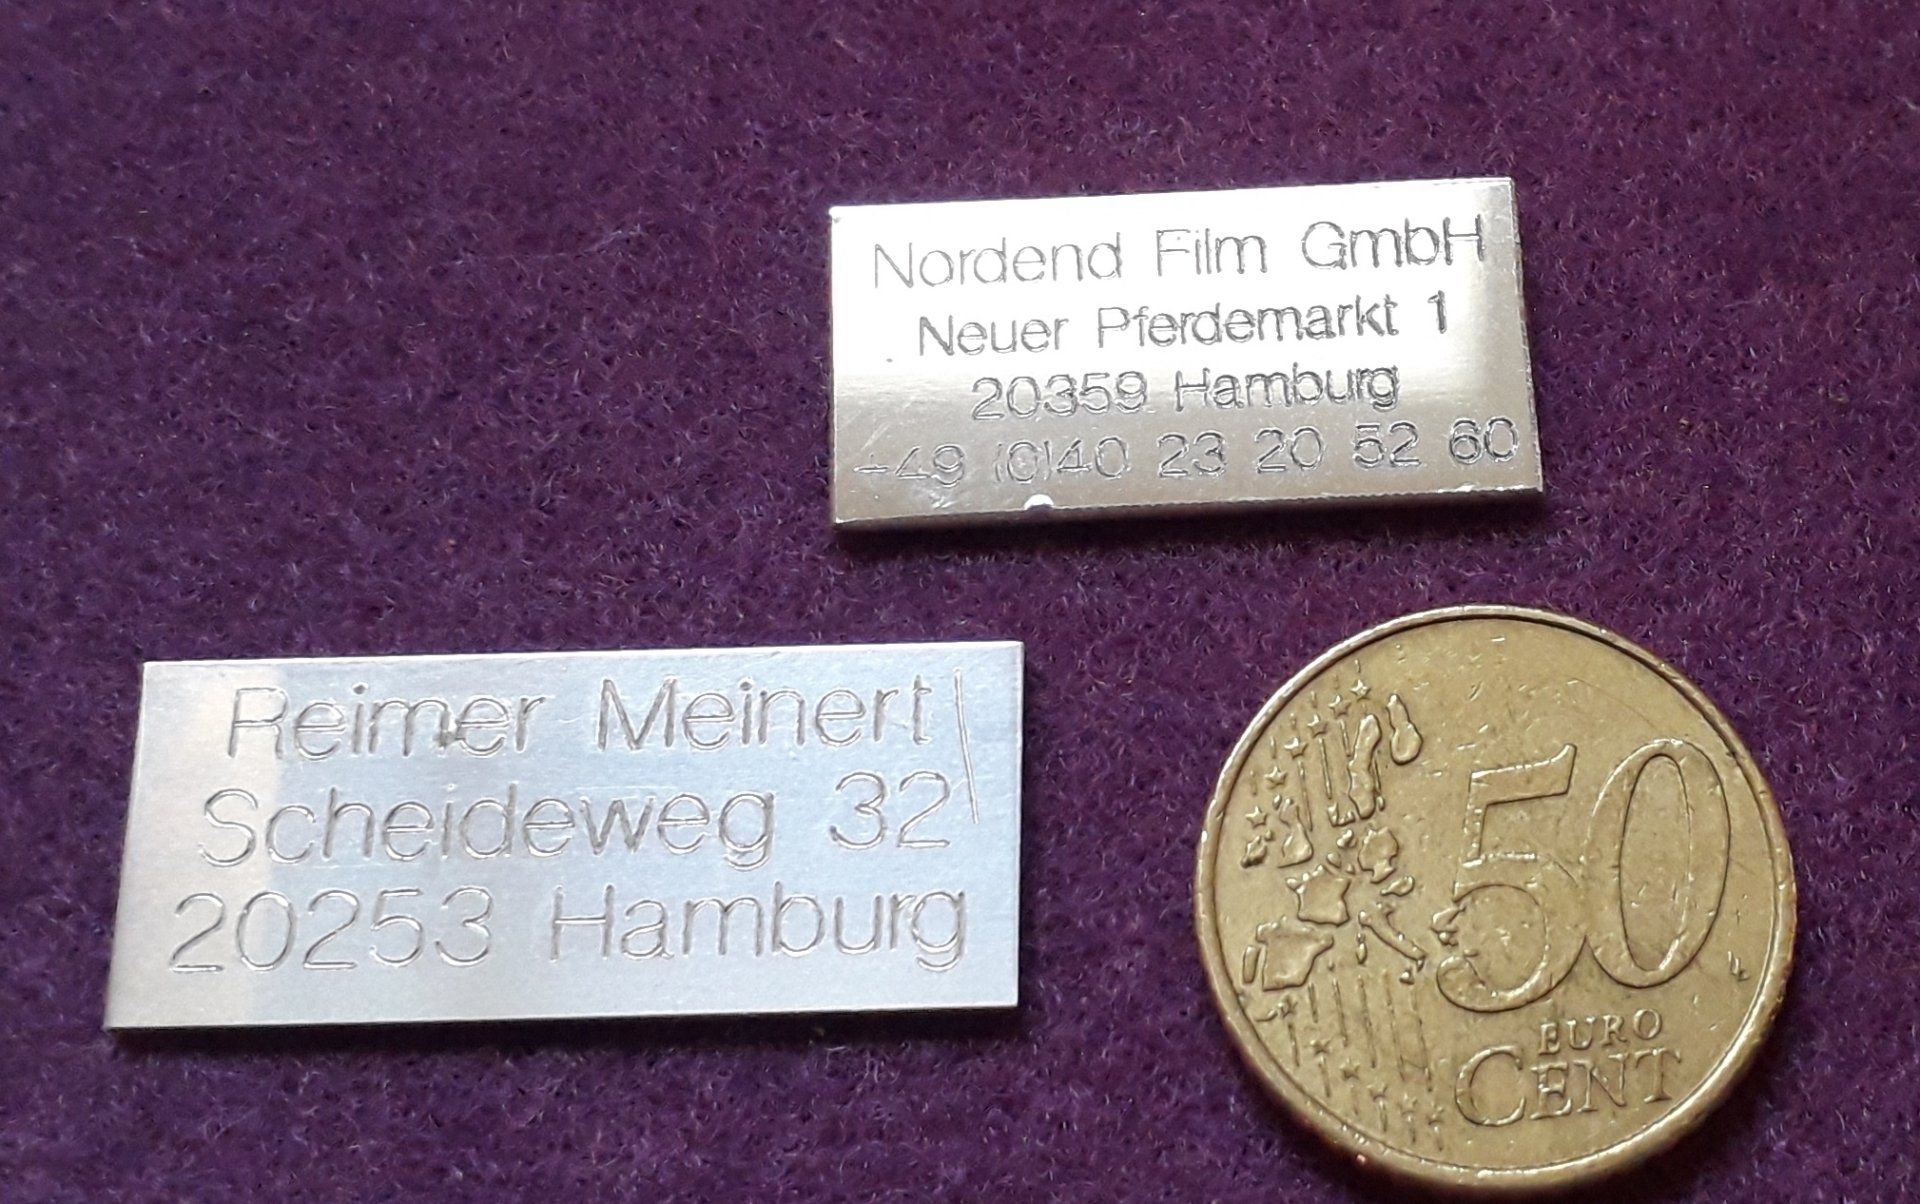 Nordend Film GmbH
Neuer Pferdemarkt 1
20359 Hamburg
+49 (0)40 23 20 52 60
Reimer Meinert
Scheideweg 32
20253 Hamburg
50
EURO
CENT